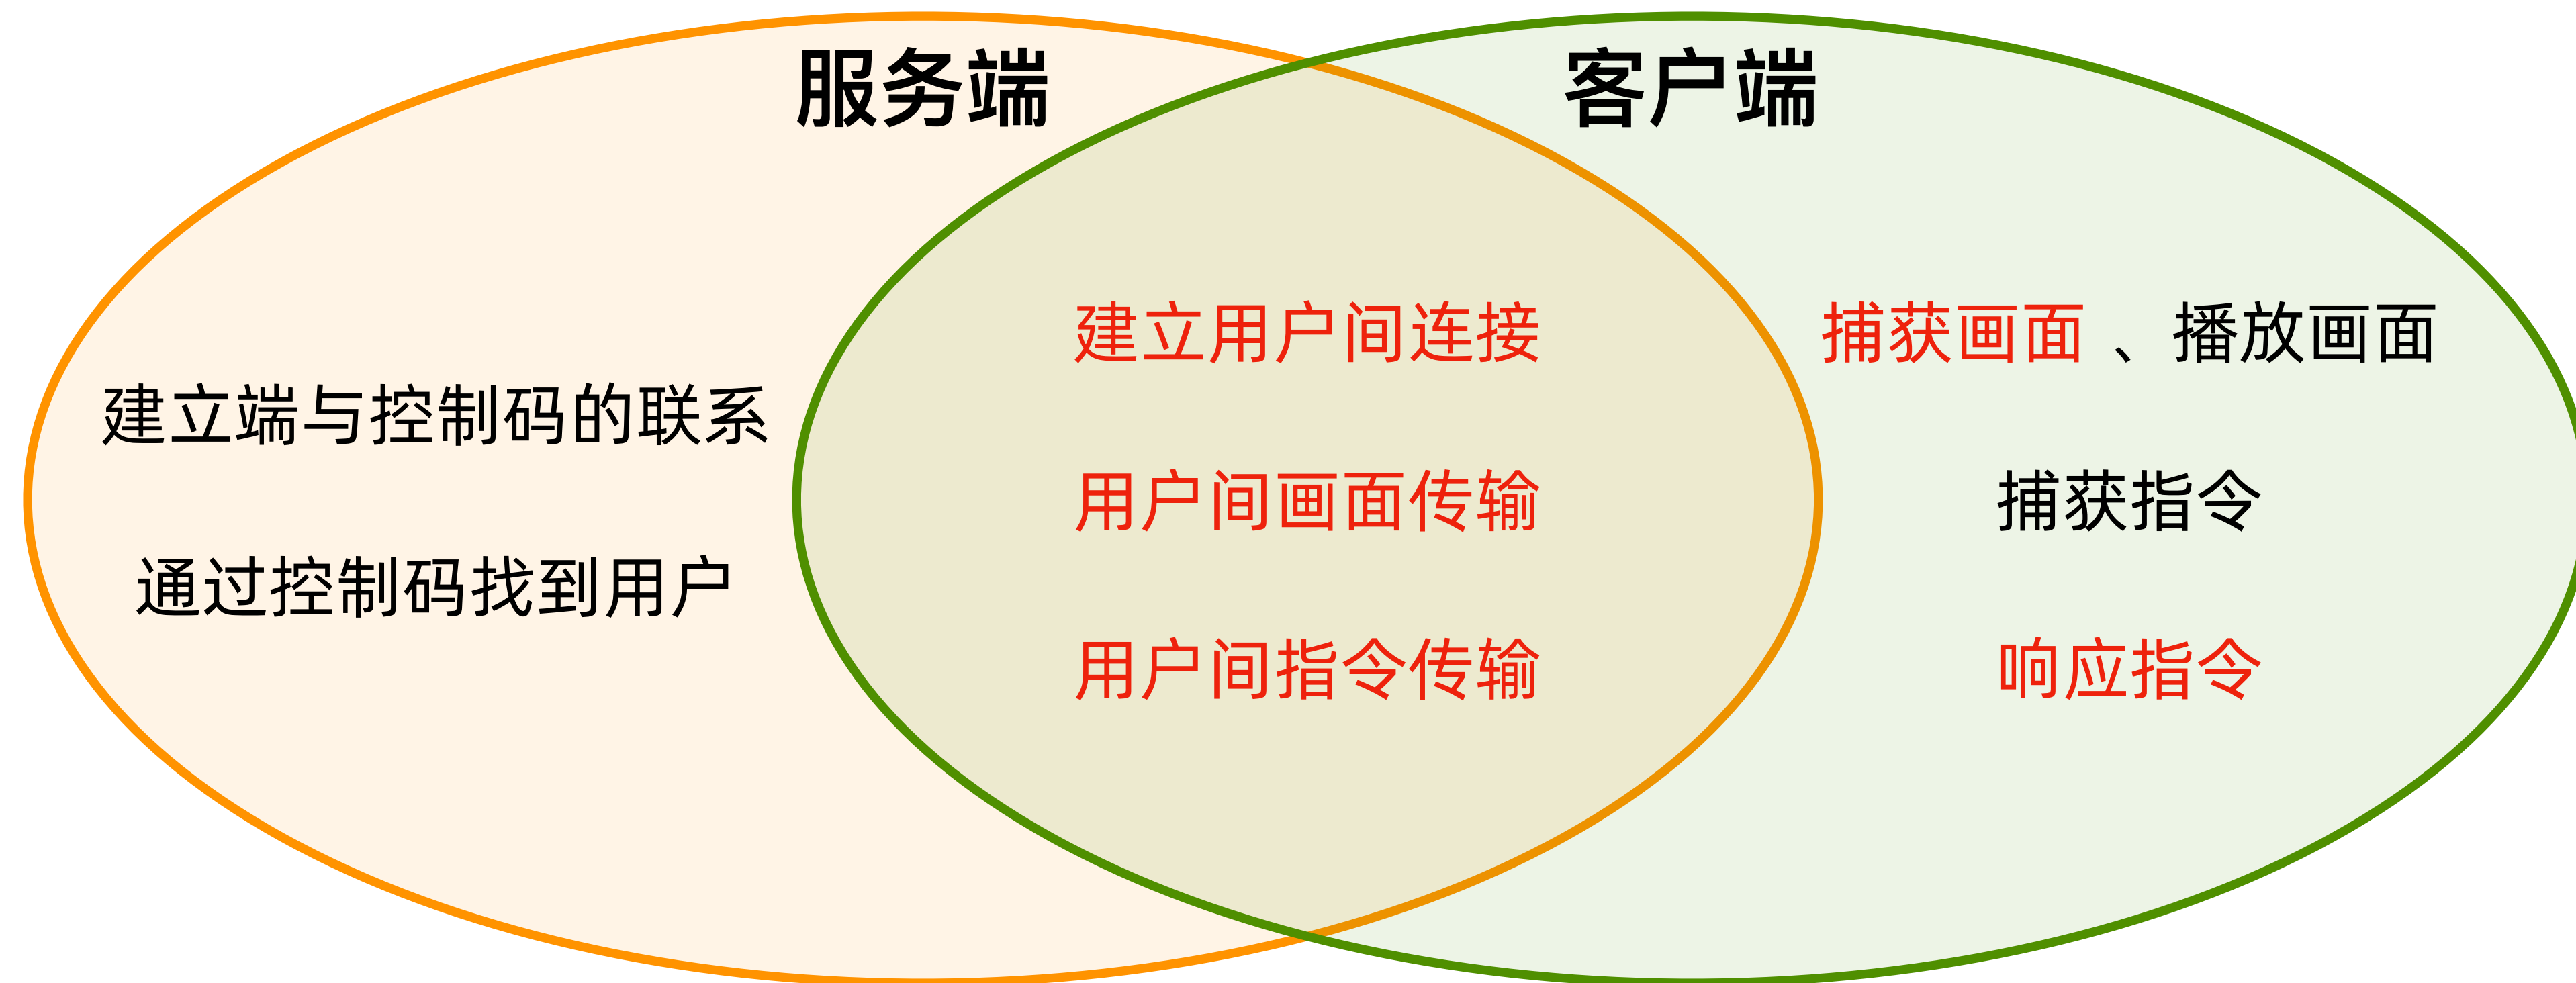 服务端
客户端
建立端与控制码的联系
通过控制码找到用户
建立用户间连接
用户间画面传输
用户间指令传输
捕获画面 、播放画面
捕获指令
响应指令